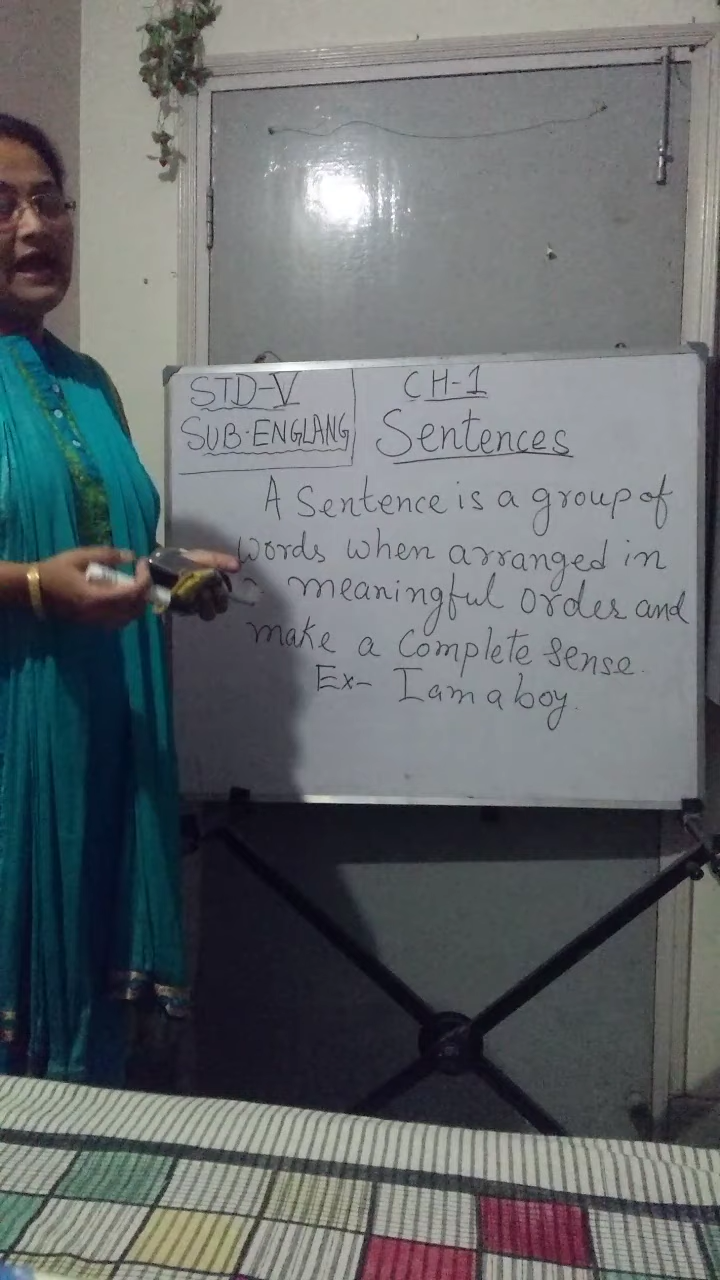 STD-V
SUB-ENGLANG
CH-1
Sentences
A Sentence is a group of
words when arranged in
a meaningful order and
make a complete sense.
Ex- I am a boy.